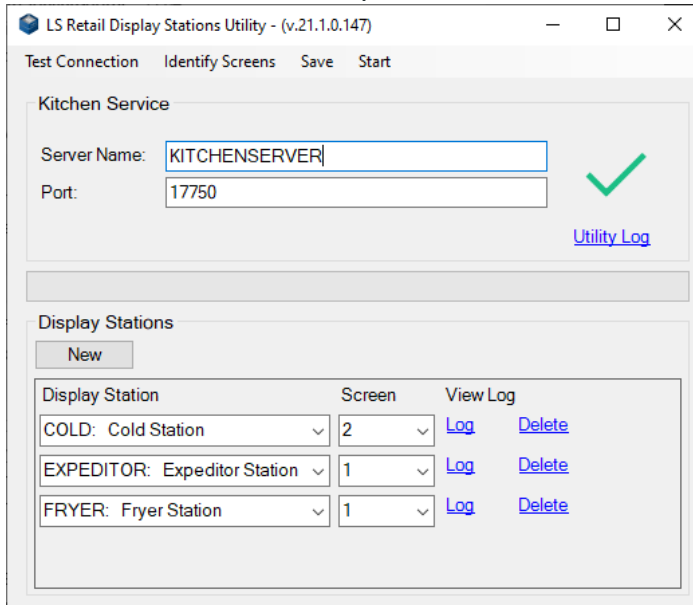 LS Retail Display Stations Utility - (v.21.1.0.147)
Test Connection Identify Screens Save Start
Kitchen Service
Server Name: KITCHENSERVER
Port: 17750
Utility Log
Display Stations
New
Display Station Screen View Log
COLD: Cold Station 2 Log Delete
EXPEDITOR: Expeditor Station 1 Log Delete
FRYER: Fryer Station 1 Log Delete